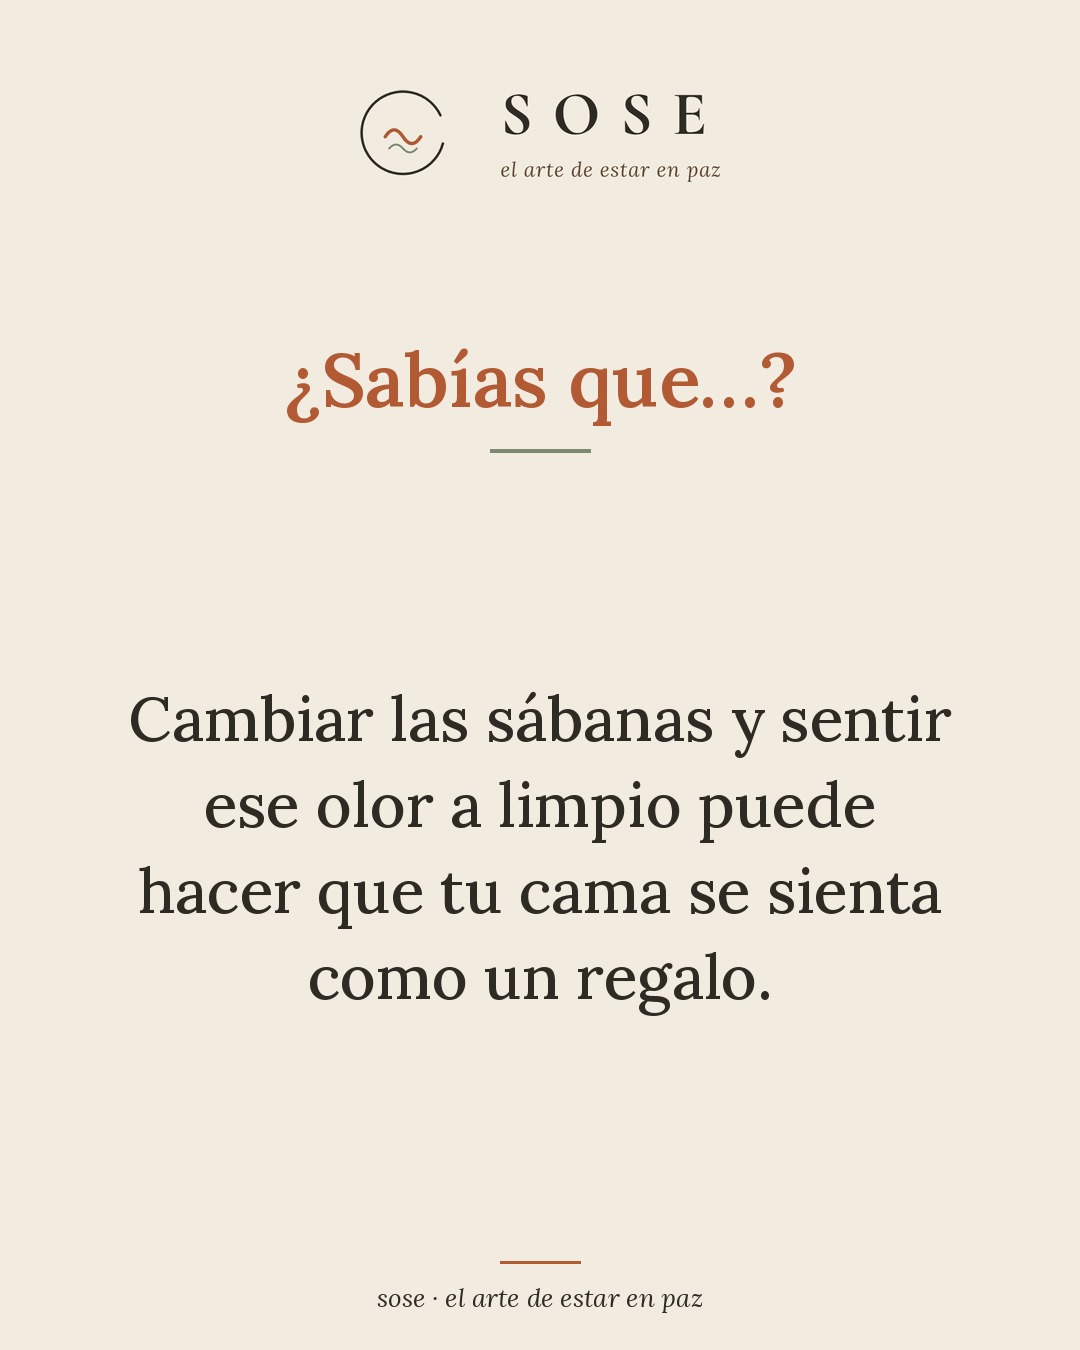 SOSE
el arte de estar en paz
¿Sabías que...?
Cambiar las sábanas y sentir
ese olor a limpio puede
hacer que tu cama se sienta
como un regalo.
sose · el arte de estar en paz